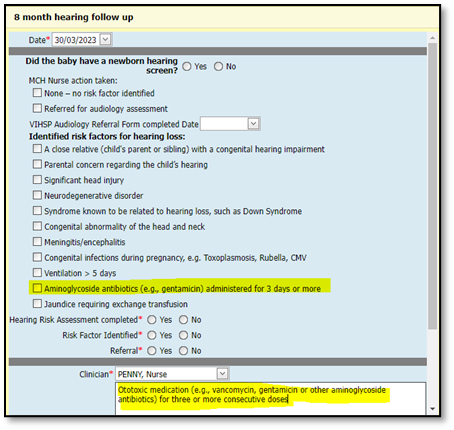 8 month hearing follow up
Date* 30/03/2023
Did the baby have a newborn hearing
screen? Yes No
MCH Nurse action taken:
None – no risk factor identified
Referred for audiology assessment
VIHSP Audiology Referral Form completed Date
Identified risk factors for hearing loss:
A close relative (child's parent or sibling) with a congenital hearing impairment
Parental concern regarding the child's hearing
Significant head injury
Neurodegenerative disorder
Syndrome known to be related to hearing loss, such as Down Syndrome
Congenital abnormality of the head and neck
Meningitis/encephalitis
Congenital infections during pregnancy, e.g. Toxoplasmosis, Rubella, CMV
Ventilation > 5 days
Aminoglycoside antibiotics (e.g., gentamicin) administered for 3 days or more
Jaundice requiring exchange transfusion
Hearing Risk Assessment completed* Yes No
Risk Factor Identified* Yes No
Referral* Yes No
Clinician* PENNY, Nurse
Ototoxic medication (e.g., vancomycin, gentamicin or other aminoglycoside
antibiotics) for three or more consecutive doses